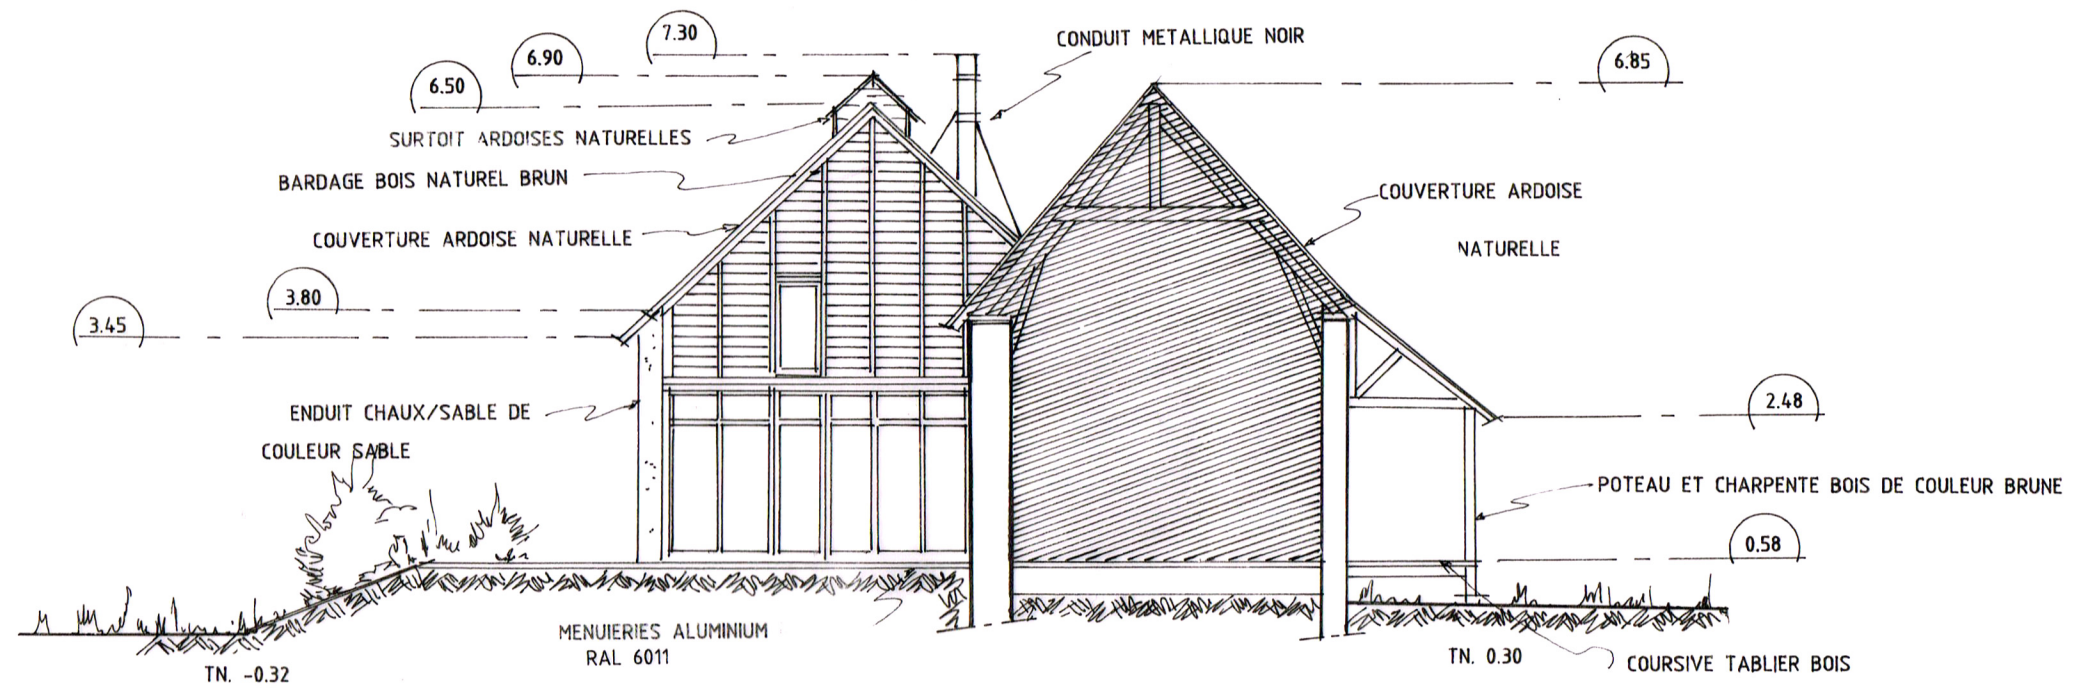 7.30
CONDUIT METALLIQUE NOIR
6.90
6.85
6.50
SURTOIT ARDOISES NATURELLES
BARDAGE BOIS NATUREL BRUN
COUVERTURE ARDOISE
COUVERTURE ARDOISE NATURELLE
NATURELLE
3.80
3.45
ENDUIT CHAUX/SABLE DE
COULEUR SABLE
2.48
POTEAU ET CHARPENTE BOIS DE COULEUR BRUNE
0.58
MENUIERIES ALUMINIUM
RAL 6011
TN. -0.32
TN. 0.30
COURSIVE TABLIER BOIS